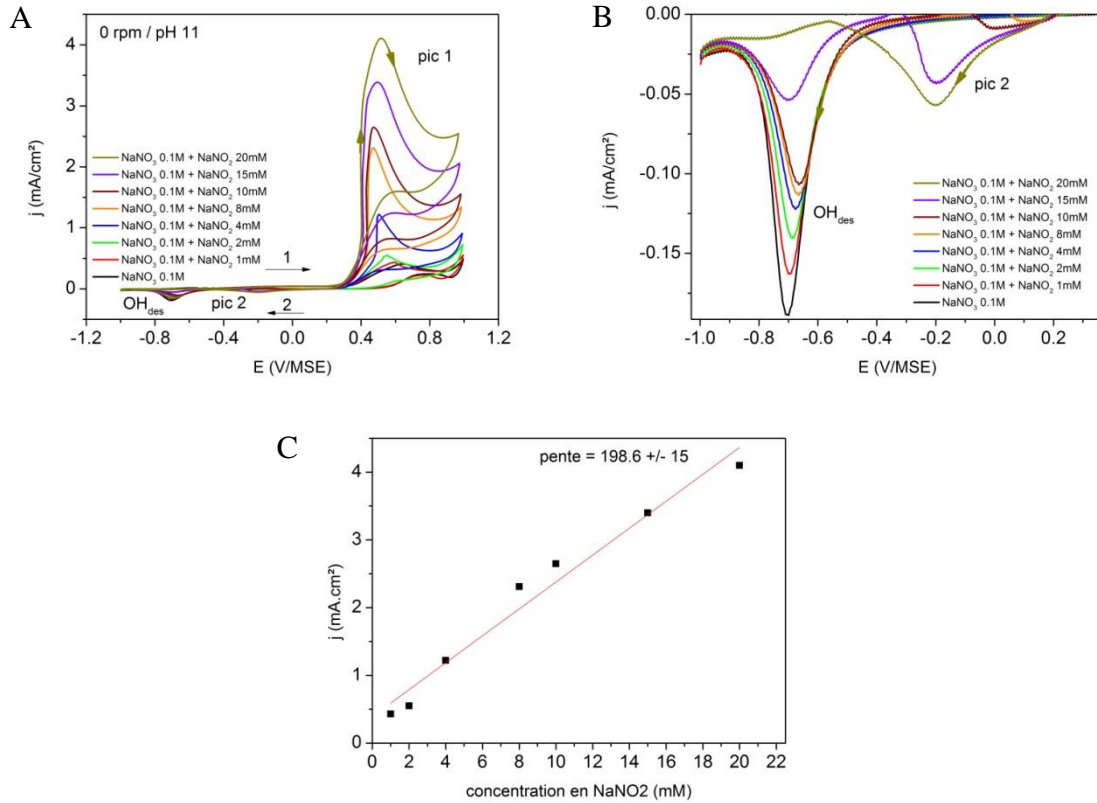 A
0 rpm / pH 11
pic 1
NaNO₃ 0.1M + NaNO₂ 20mM
NaNO₃ 0.1M + NaNO₂ 15mM
NaNO₃ 0.1M + NaNO₂ 10mM
NaNO₃ 0.1M + NaNO₂ 8mM
NaNO₃ 0.1M + NaNO₂ 4mM
NaNO₃ 0.1M + NaNO₂ 2mM
NaNO₃ 0.1M + NaNO₂ 1mM
NaNO₃ 0.1M
1
2
OH_des
pic 2
j (mA/cm²)
4
3
2
1
0
-1.2 -0.8 -0.4 0.0 0.4 0.8 1.2
E (V/MSE)
B
0.00
-0.05
-0.10
-0.15
j (mA/cm²)
pic 2
OH_des
NaNO₃ 0.1M + NaNO₂ 20mM
NaNO₃ 0.1M + NaNO₂ 15mM
NaNO₃ 0.1M + NaNO₂ 10mM
NaNO₃ 0.1M + NaNO₂ 8mM
NaNO₃ 0.1M + NaNO₂ 4mM
NaNO₃ 0.1M + NaNO₂ 2mM
NaNO₃ 0.1M + NaNO₂ 1mM
NaNO₃ 0.1M
-1.0 -0.8 -0.6 -0.4 -0.2 0.0 0.2
E (V/MSE)
C
pente = 198.6 +/- 15
j (mA.cm²)
4
3
2
1
0
0 2 4 6 8 10 12 14 16 18 20 22
concentration en NaNO2 (mM)